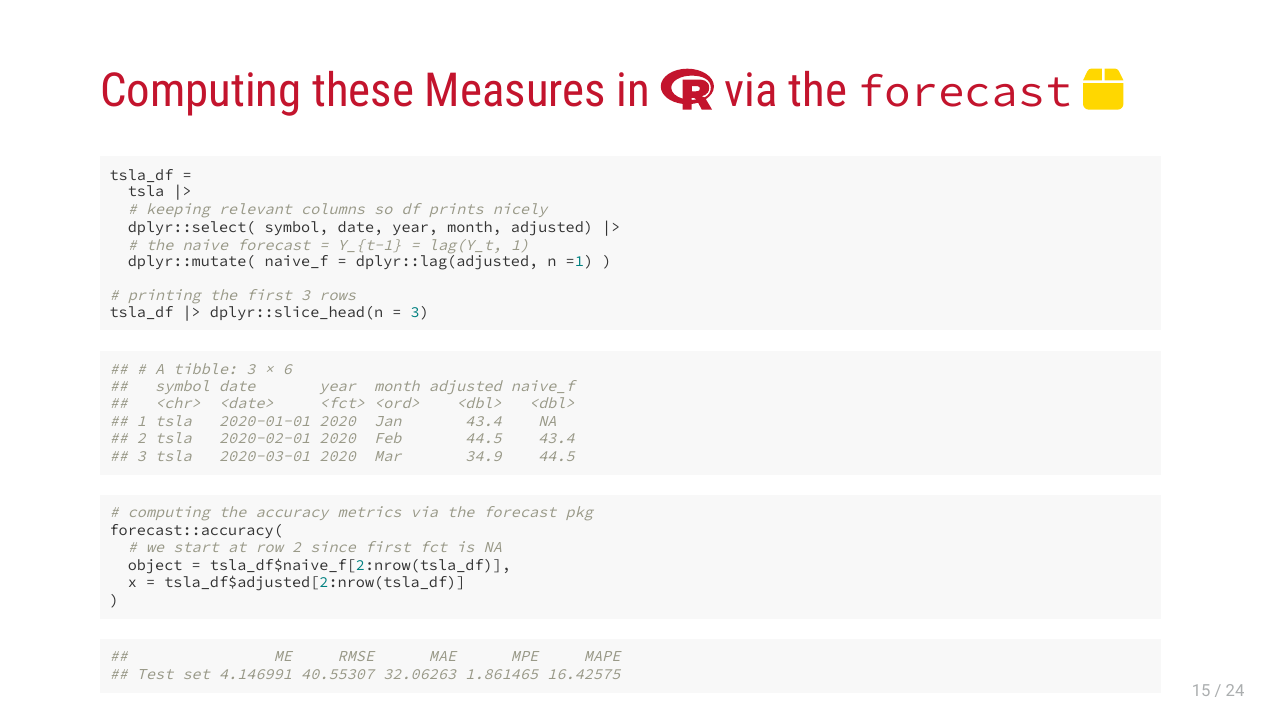 Computing these Measures in R via the forecast
tsla_df =
  tsla |>
  # keeping relevant columns so df prints nicely
  dplyr::select( symbol, date, year, month, adjusted) |>
  # the naive forecast = Y_{t-1} = lag(Y_t, 1)
  dplyr::mutate( naive_f = dplyr::lag(adjusted, n =1) )

# printing the first 3 rows
tsla_df |> dplyr::slice_head(n = 3)

## # A tibble: 3 × 6
##   symbol date       year  month adjusted naive_f
##   <chr>  <date>     <fct> <ord>    <dbl>   <dbl>
## 1 tsla   2020-01-01 2020  Jan       43.4    NA
## 2 tsla   2020-02-01 2020  Feb       44.5    43.4
## 3 tsla   2020-03-01 2020  Mar       34.9    44.5

# computing the accuracy metrics via the forecast pkg
forecast::accuracy(
  # we start at row 2 since first fct is NA
  object = tsla_df$naive_f[2:nrow(tsla_df)],
  x = tsla_df$adjusted[2:nrow(tsla_df)]
)

##                ME     RMSE      MAE      MPE     MAPE
## Test set 4.146991 40.55307 32.06263 1.861465 16.42575
15 / 24